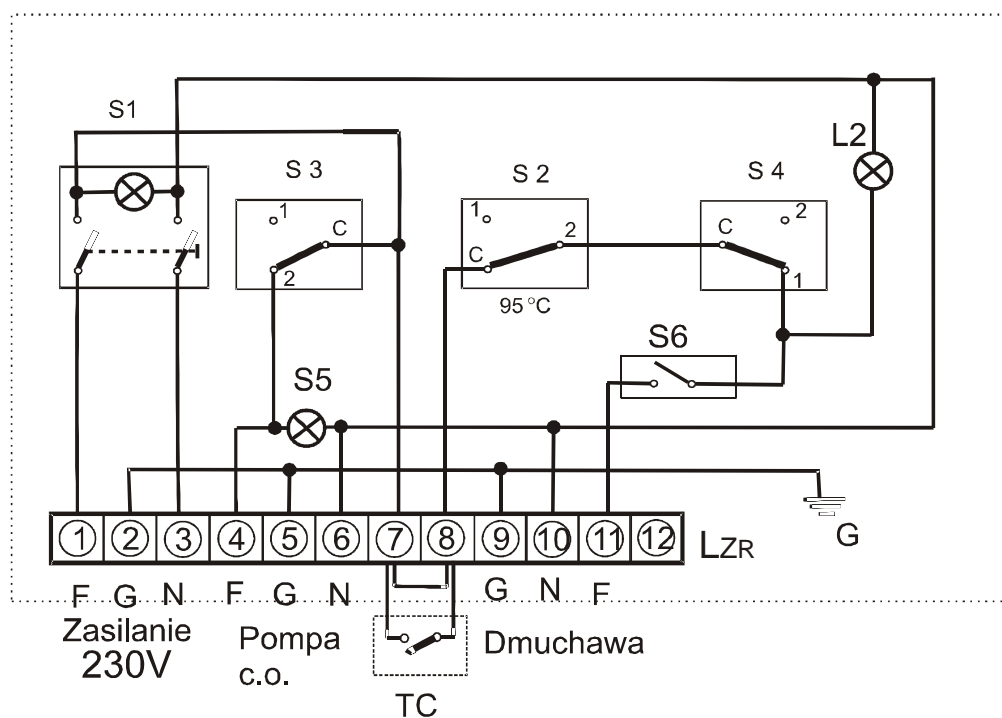 S1
L2
S 3
S 2
S 4
1
C
2
1
2
C
95 °C
2
C
1
S6
S5
G
1 2 3 4 5 6 7 8 9 10 11 12
LZR
F G N F G N G N F
Zasilanie
230V
Pompa
c.o.
Dmuchawa
TC